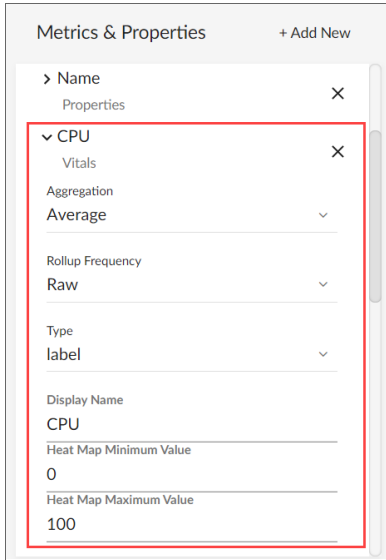 Metrics & Properties + Add New
Name
Properties
CPU
Vitals
Aggregation
Average
Rollup Frequency
Raw
Type
label
Display Name
CPU
Heat Map Minimum Value
0
Heat Map Maximum Value
100